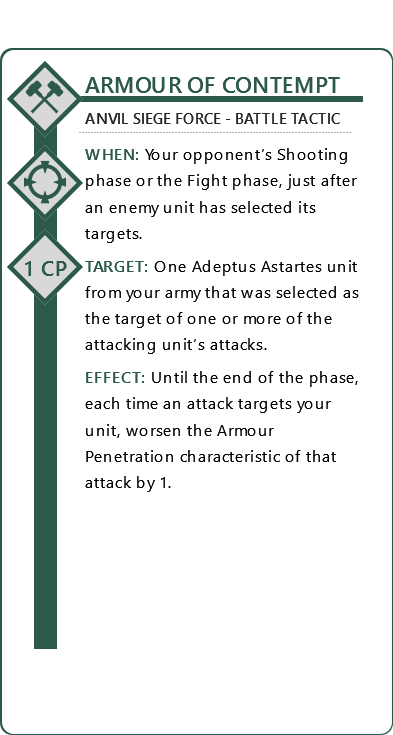 ARMOUR OF CONTEMPT
ANVIL SIEGE FORCE - BATTLE TACTIC
WHEN: Your opponent's Shooting
phase or the Fight phase, just after
an enemy unit has selected its
targets.
1 CP
TARGET: One Adeptus Astartes unit
from your army that was selected as
the target of one or more of the
attacking unit's attacks.
EFFECT: Until the end of the phase,
each time an attack targets your
unit, worsen the Armour
Penetration characteristic of that
attack by 1.